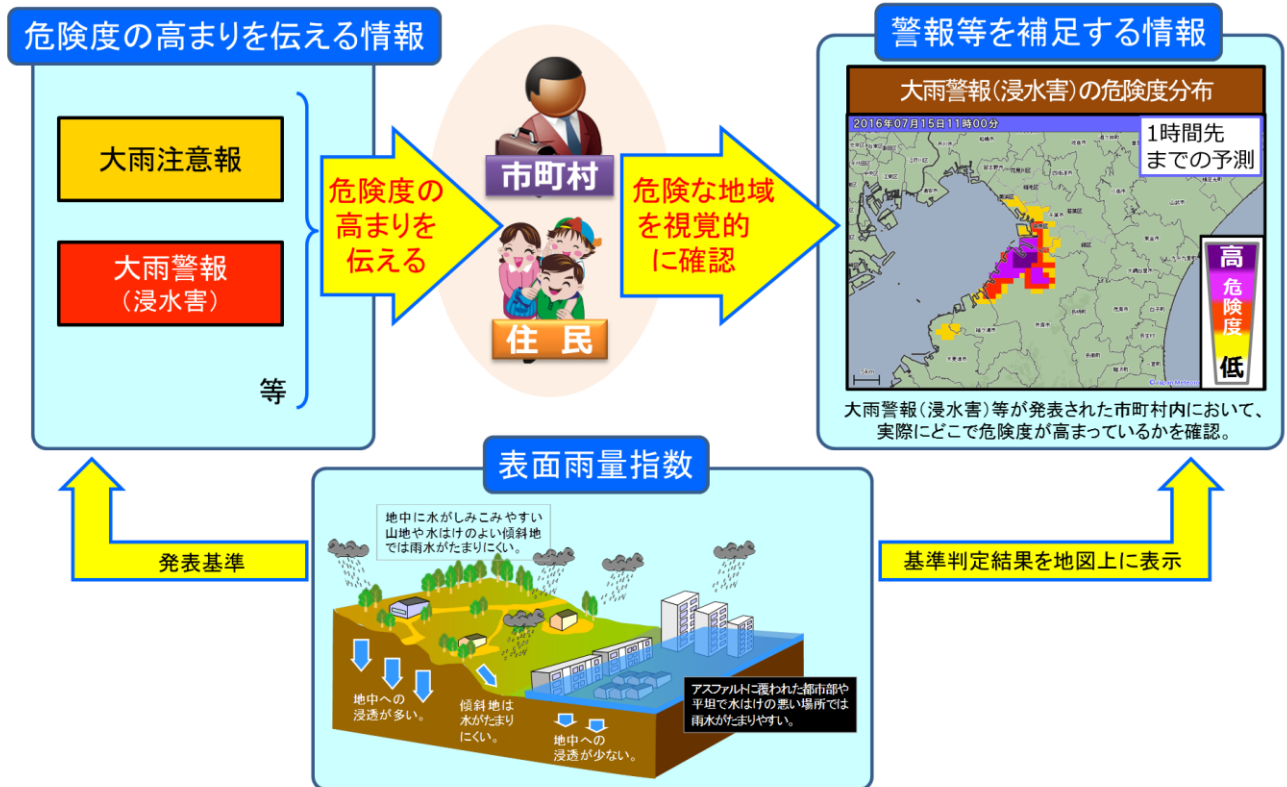 危険度の高まりを伝える情報
大雨注意報
大雨警報
（浸水害）
等
危険度の
高まりを
伝える
市町村
住 民
危険な地域
を視覚的
に確認
警報等を補足する情報
大雨警報（浸水害）の危険度分布
2016年07月15日11時00分
1時間先
までの予測
高
危険度
低
5km
大雨警報（浸水害）等が発表された市町村内において、
実際にどこで危険度が高まっているかを確認。
表面雨量指数
発表基準
基準判定結果を地図上に表示
地中に水がしみこみやすい
山地や水はけのよい傾斜地
では雨水がたまりにくい。
地中への
浸透が多い。
傾斜地は
水がたまり
にくい。
地中への
浸透が少ない。
アスファルトに覆われた都市部や
平坦で水はけの悪い場所では
雨水がたまりやすい。